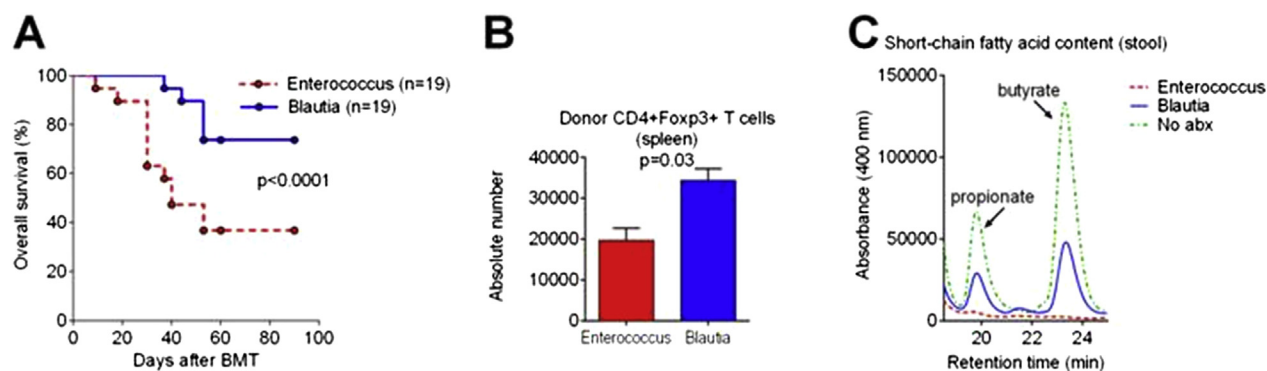 A
Overall survival (%)
100
80
60
40
20
0
0 20 40 60 80 100
Days after BMT
Enterococcus (n=19)
Blautia (n=19)
p<0.0001
B
Donor CD4+Foxp3+ T cells
(spleen)
p=0.03
Absolute number
40000
30000
20000
10000
0
Enterococcus Blautia
C
Short-chain fatty acid content (stool)
Absorbance (400 nm)
150000
100000
50000
0
butyrate
propionate
20 22 24
Retention time (min)
Enterococcus
Blautia
No abx